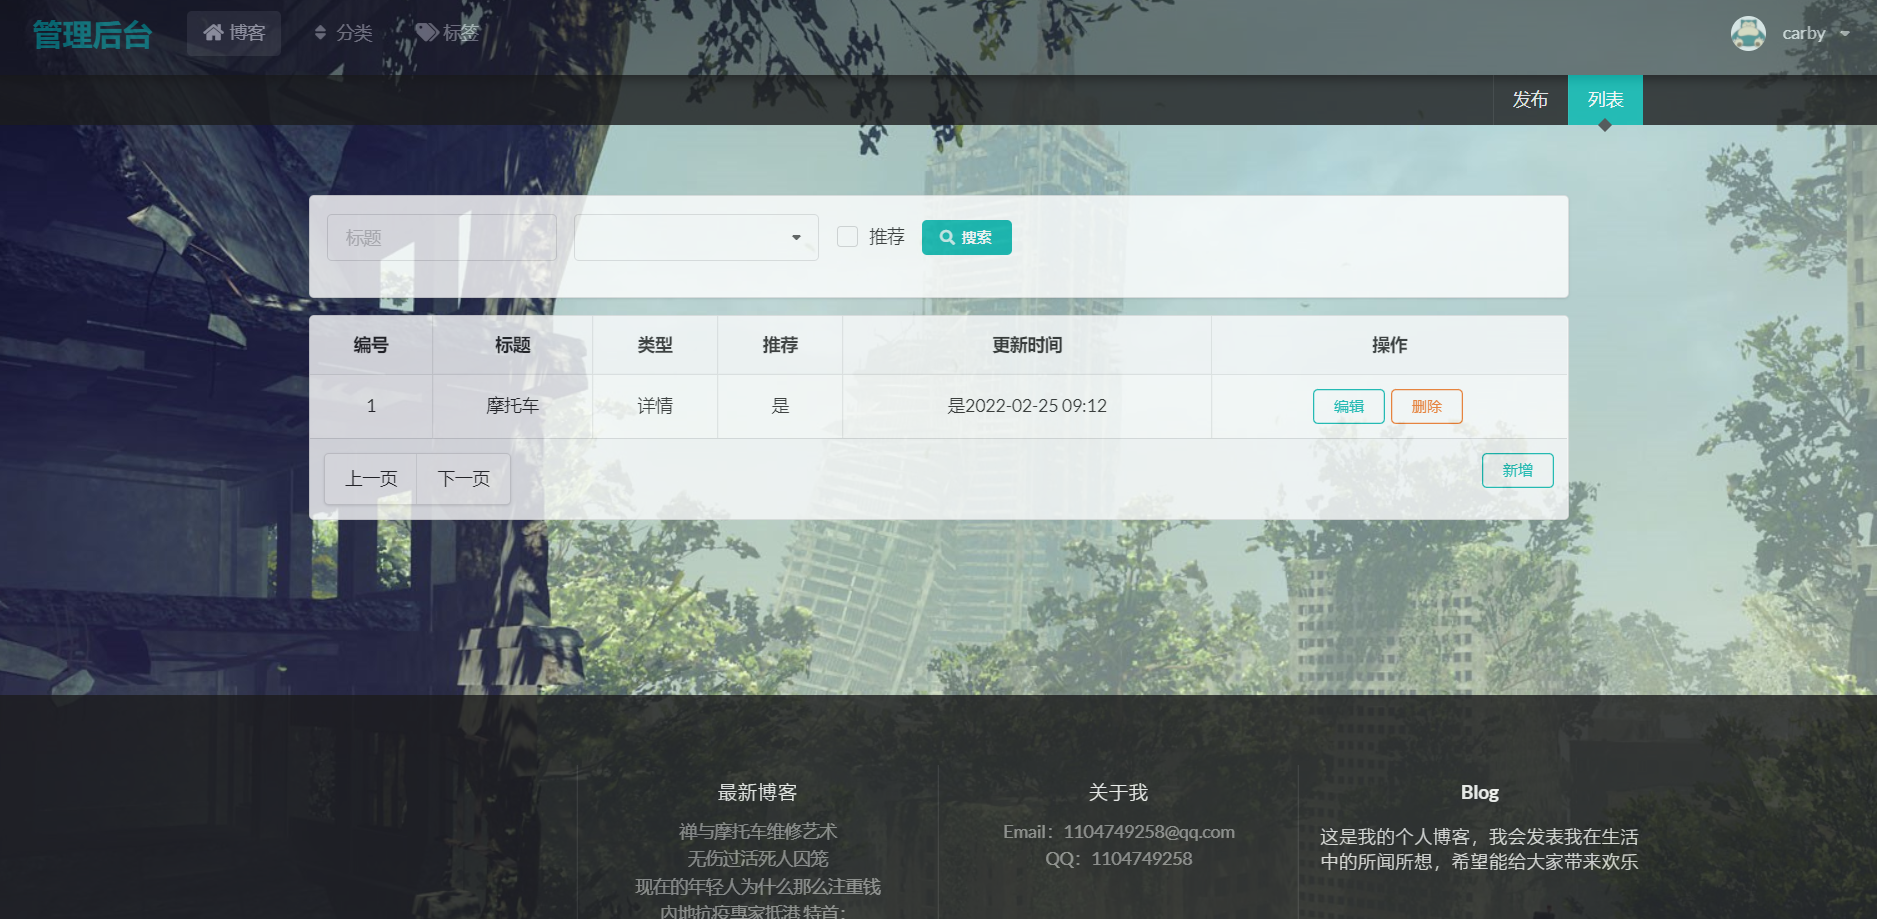 管理后台 博客 分类 标签 carby
发布 列表
标题 推荐 搜索
编号 标题 类型 推荐 更新时间 操作
1 摩托车 详情 是 是2022-02-25 09:12 编辑 删除
上一页 下一页 新增
最新博客
禅与摩托车维修艺术
无伤过活死人囚笼
现在的年轻人为什么那么注重钱
内地抗疫專家抵港 特首：
关于我
Email：1104749258@qq.com
QQ：1104749258
Blog
这是我的个人博客，我会发表我在生活
中的所闻所想，希望能给大家带来欢乐